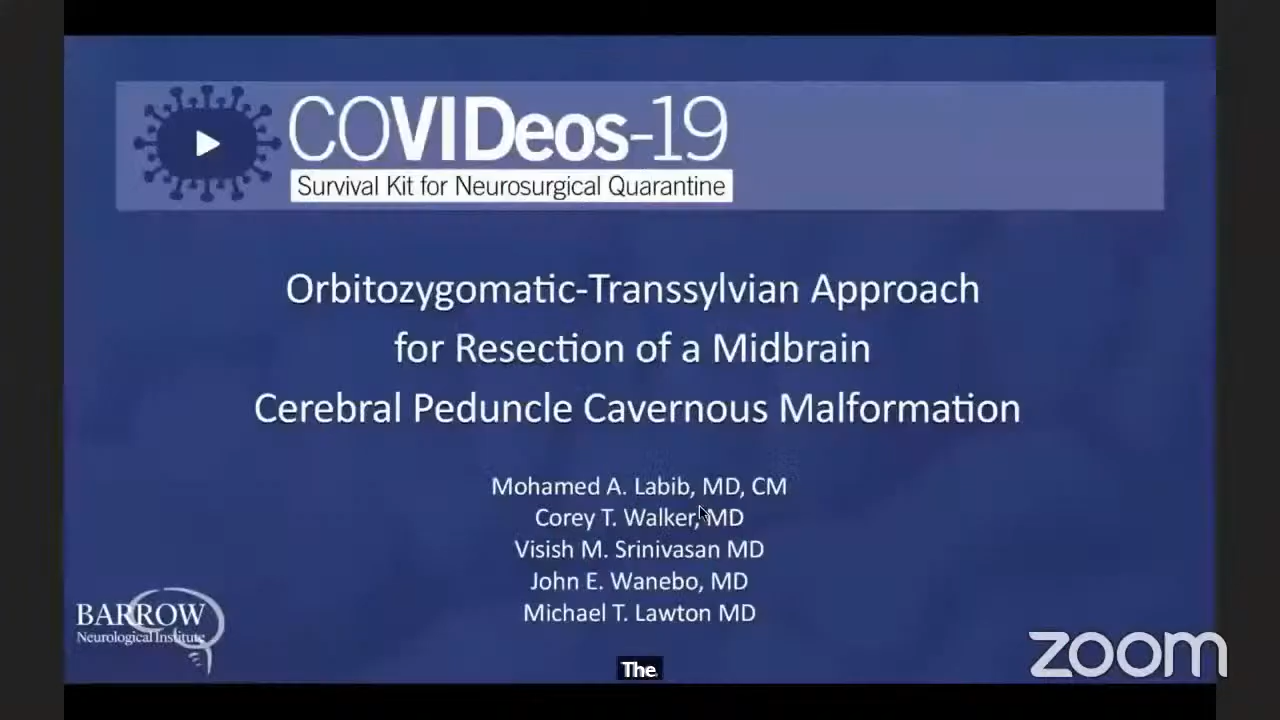 COVIDeos-19
Survival Kit for Neurosurgical Quarantine
Orbitozygomatic-Transsylvian Approach
for Resection of a Midbrain
Cerebral Peduncle Cavernous Malformation
Mohamed A. Labib, MD, CM
Corey T. Walker, MD
Visish M. Srinivasan MD
John E. Wanebo, MD
Michael T. Lawton MD
BARROW
Neurological Institute
zoom
The